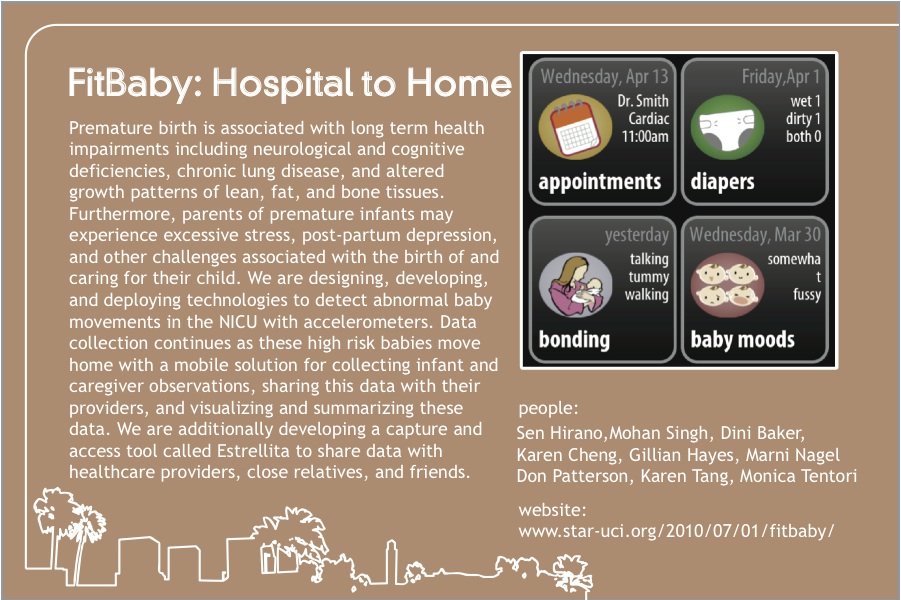 FitBaby: Hospital to Home
Premature birth is associated with long term health
impairments including neurological and cognitive
deficiencies, chronic lung disease, and altered
growth patterns of lean, fat, and bone tissues.
Furthermore, parents of premature infants may
experience excessive stress, post-partum depression,
and other challenges associated with the birth of and
caring for their child. We are designing, developing,
and deploying technologies to detect abnormal baby
movements in the NICU with accelerometers. Data
collection continues as these high risk babies move
home with a mobile solution for collecting infant and
caregiver observations, sharing this data with their
providers, and visualizing and summarizing these
data. We are additionally developing a capture and
access tool called Estrellita to share data with
healthcare providers, close relatives, and friends.
Wednesday, Apr 13
Dr. Smith
Cardiac
11:00am
appointments
Friday,Apr 1
wet 1
dirty 1
both 0
diapers
yesterday
talking
tummy
walking
bonding
Wednesday, Mar 30
somewha
t
fussy
baby moods
people:
Sen Hirano,Mohan Singh, Dini Baker,
Karen Cheng, Gillian Hayes, Marni Nagel
Don Patterson, Karen Tang, Monica Tentori
website:
www.star-uci.org/2010/07/01/fitbaby/